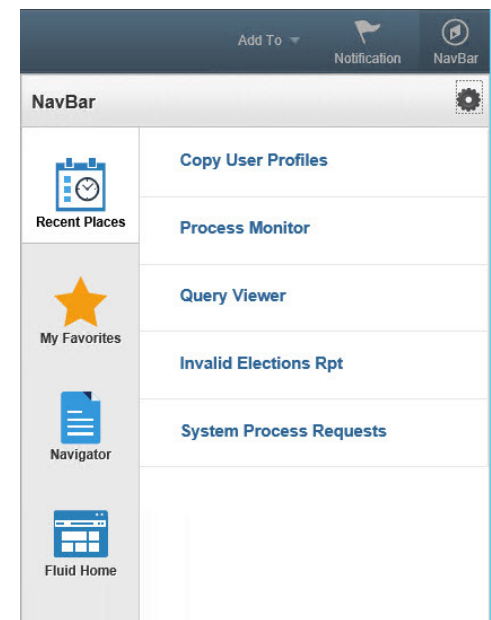 Add To
Notification
NavBar
NavBar
Recent Places
My Favorites
Navigator
Fluid Home
Copy User Profiles
Process Monitor
Query Viewer
Invalid Elections Rpt
System Process Requests